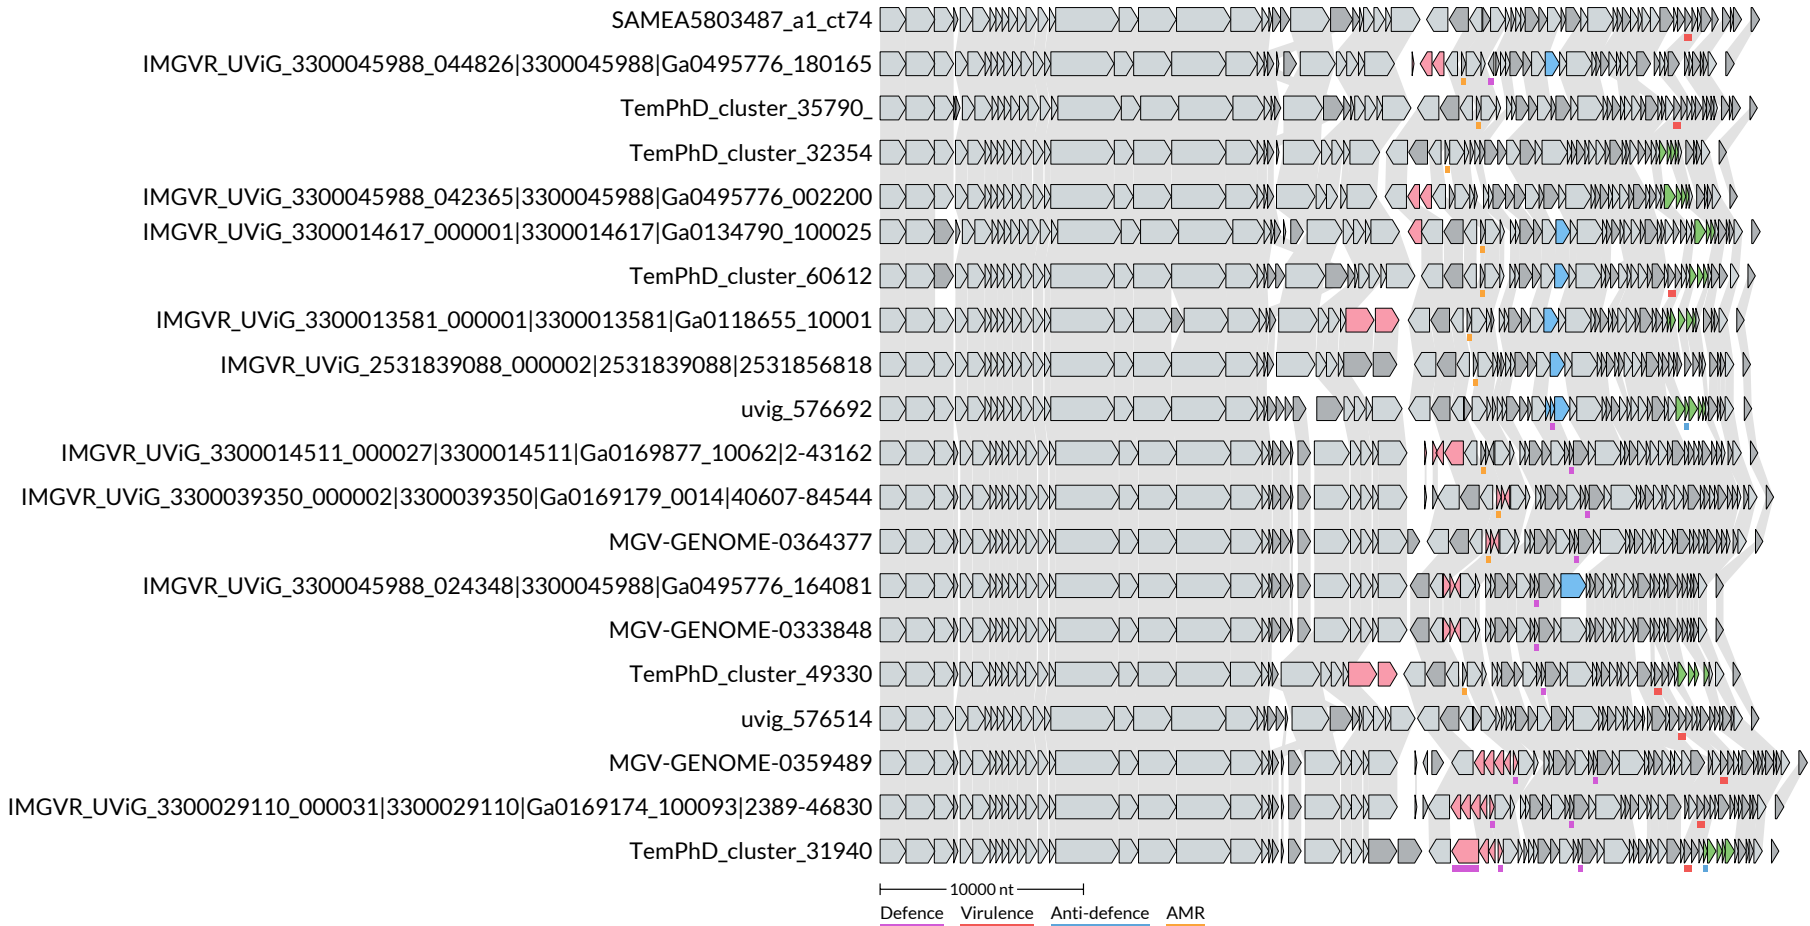 SAMEA5803487_a1_ct74
IMGVR_UViG_3300045988_044826|3300045988|Ga0495776_180165
TemPhD_cluster_35790_
TemPhD_cluster_32354
IMGVR_UViG_3300045988_042365|3300045988|Ga0495776_002200
IMGVR_UViG_3300014617_000001|3300014617|Ga0134790_100025
TemPhD_cluster_60612
IMGVR_UViG_3300013581_000001|3300013581|Ga0118655_10001
IMGVR_UViG_2531839088_000002|2531839088|2531856818
uvig_576692
IMGVR_UViG_3300014511_000027|3300014511|Ga0169877_10062|2-43162
IMGVR_UViG_3300039350_000002|3300039350|Ga0169179_0014|40607-84544
MGV-GENOME-0364377
IMGVR_UViG_3300045988_024348|3300045988|Ga0495776_164081
MGV-GENOME-0333848
TemPhD_cluster_49330
uvig_576514
MGV-GENOME-0359489
IMGVR_UViG_3300029110_000031|3300029110|Ga0169174_100093|2389-46830
TemPhD_cluster_31940
10000 nt
Defence Virulence Anti-defence AMR